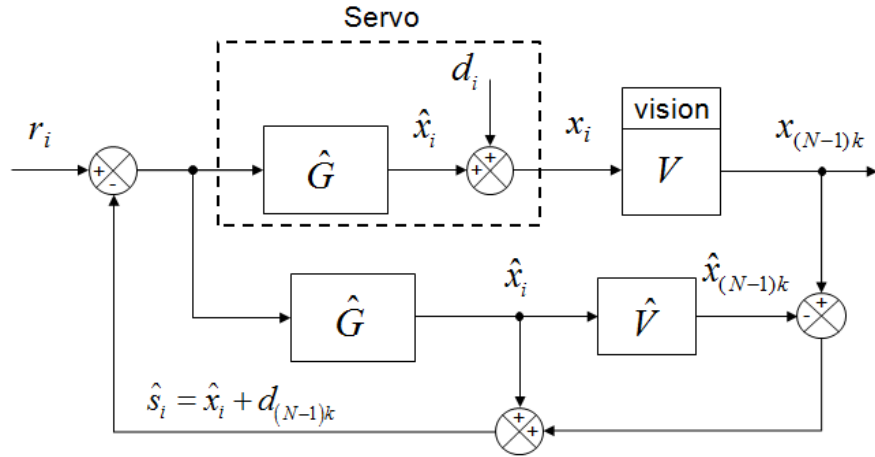 Servo
d_i
r_i
+
-
Ĝ
x̂_i
+
+
x_i
vision
V
x_{(N-1)k}
Ĝ
x̂_i
V̂
x̂_{(N-1)k}
+
-
ŝ_i = x̂_i + d_{(N-1)k}
+
+